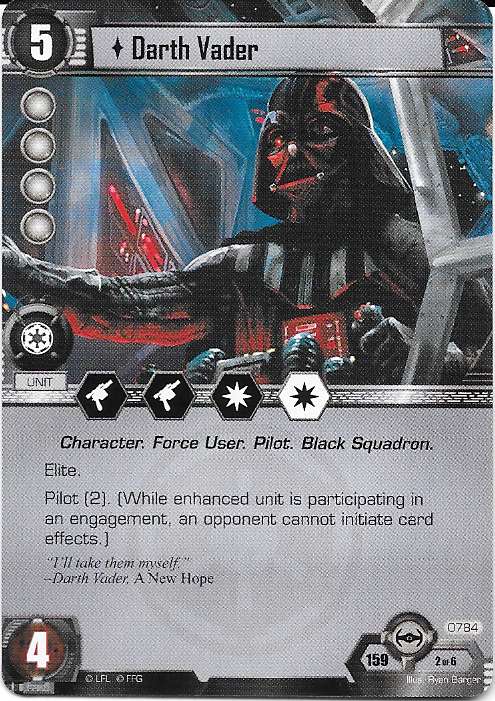 5
Darth Vader
UNIT
Character. Force User. Pilot. Black Squadron.
Elite.
Pilot (2). (While enhanced unit is participating in
an engagement, an opponent cannot initiate card
effects.)
"I'll take them myself."
–Darth Vader, A New Hope
0784
4
159
2 of 6
© LFL © FFG
Illus. Ryan Barger